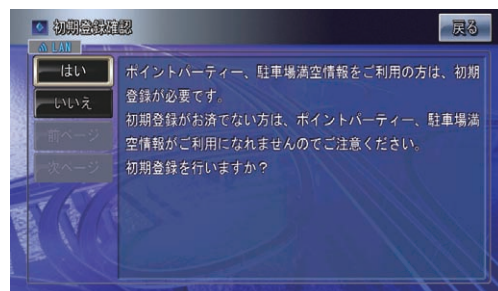 初期登録確認
戻る
LAN
はい
いいえ
前ページ
次ページ
ポイントパーティー、駐車場満空情報をご利用の方は、初期
登録が必要です。
初期登録がお済でない方は、ポイントパーティー、駐車場満
空情報がご利用になれませんのでご注意ください。
初期登録を行いますか？